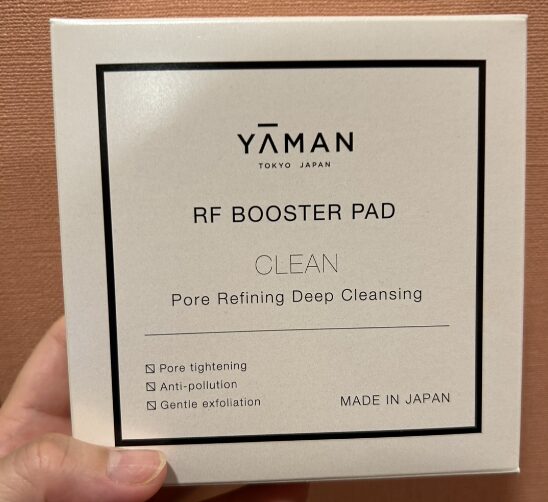 YĀMAN
TOKYO JAPAN
RF BOOSTER PAD
CLEAN
Pore Refining Deep Cleansing
Pore tightening
Anti-pollution
Gentle exfoliation
MADE IN JAPAN